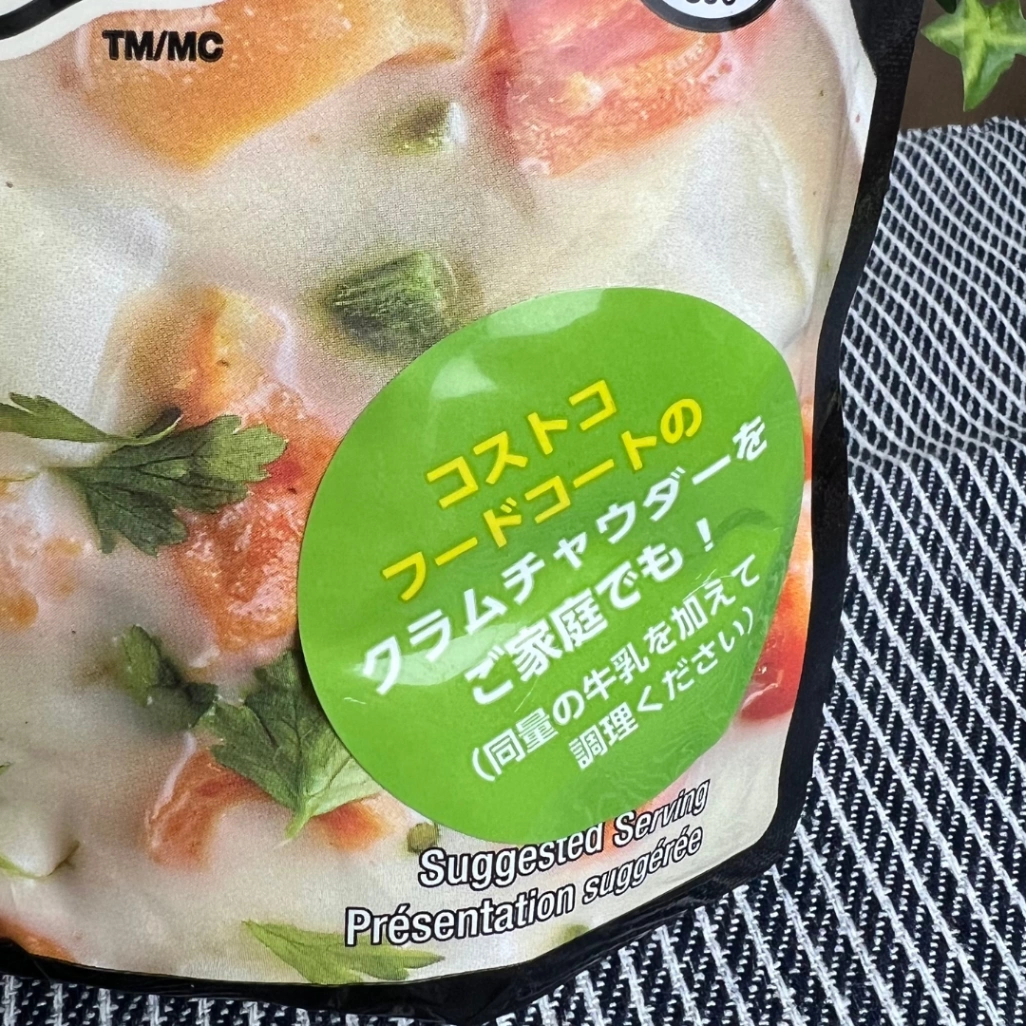 TM/MC
コストコ
フードコートの
クラムチャウダーを
ご家庭でも！
(同量の牛乳を加えて
調理ください)
Suggested Serving
Présentation suggérée